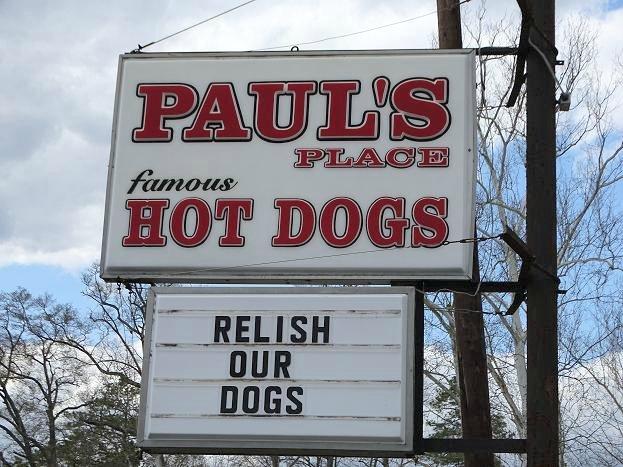 PAUL'S
PLACE
famous
HOT DOGS
RELISH
OUR
DOGS